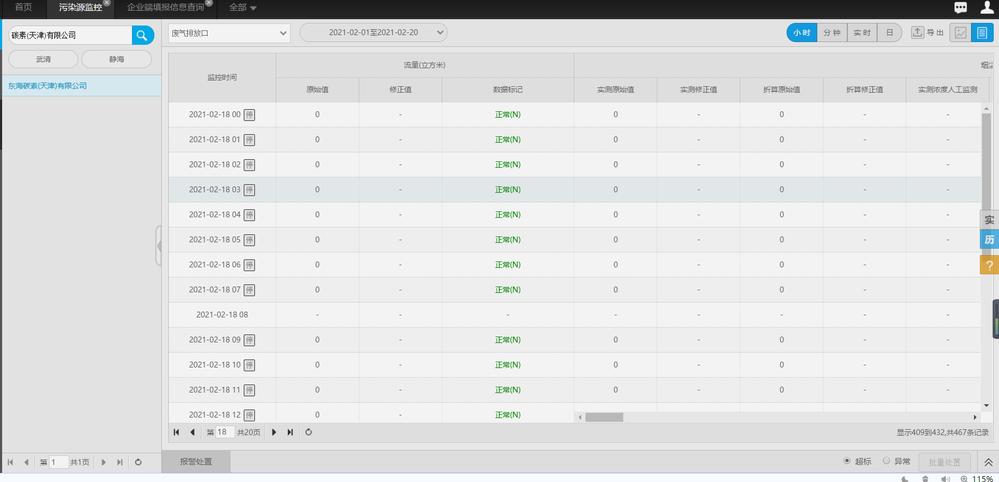 首页 污染源监控 企业端填报信息查询 全部
碳素(天津)有限公司 废气排放口 2021-02-01至2021-02-20 小时 分钟 实时 日 导出
武清 静海
东海碳素(天津)有限公司
监控时间 流量(立方米)
原始值 修正值 数据标记 实测原始值 实测修正值 折算原始值 折算修正值 实测浓度人工监测
2021-02-18 00 停 0 - 正常(N) 0 - 0 - -
2021-02-18 01 停 0 - 正常(N) 0 - 0 - -
2021-02-18 02 停 0 - 正常(N) 0 - 0 - -
2021-02-18 03 停 0 - 正常(N) 0 - 0 - -
2021-02-18 04 停 0 - 正常(N) 0 - 0 - -
实
2021-02-18 05 停 0 - 正常(N) 0 - 0 - -
历
2021-02-18 06 停 0 - 正常(N) 0 - 0 - -
?
2021-02-18 07 停 0 - 正常(N) 0 - 0 - -
2021-02-18 08 - - - - - - - -
2021-02-18 09 停 0 - 正常(N) 0 - 0 - -
2021-02-18 10 停 0 - 正常(N) 0 - 0 - -
2021-02-18 11 停 0 - 正常(N) 0 - 0 - -
2021-02-18 12 停 0 - 正常(N)
第 18 共20页 显示409到432,共467条记录
第 1 共1页 报警处置 超标 异常 批量处置
115%